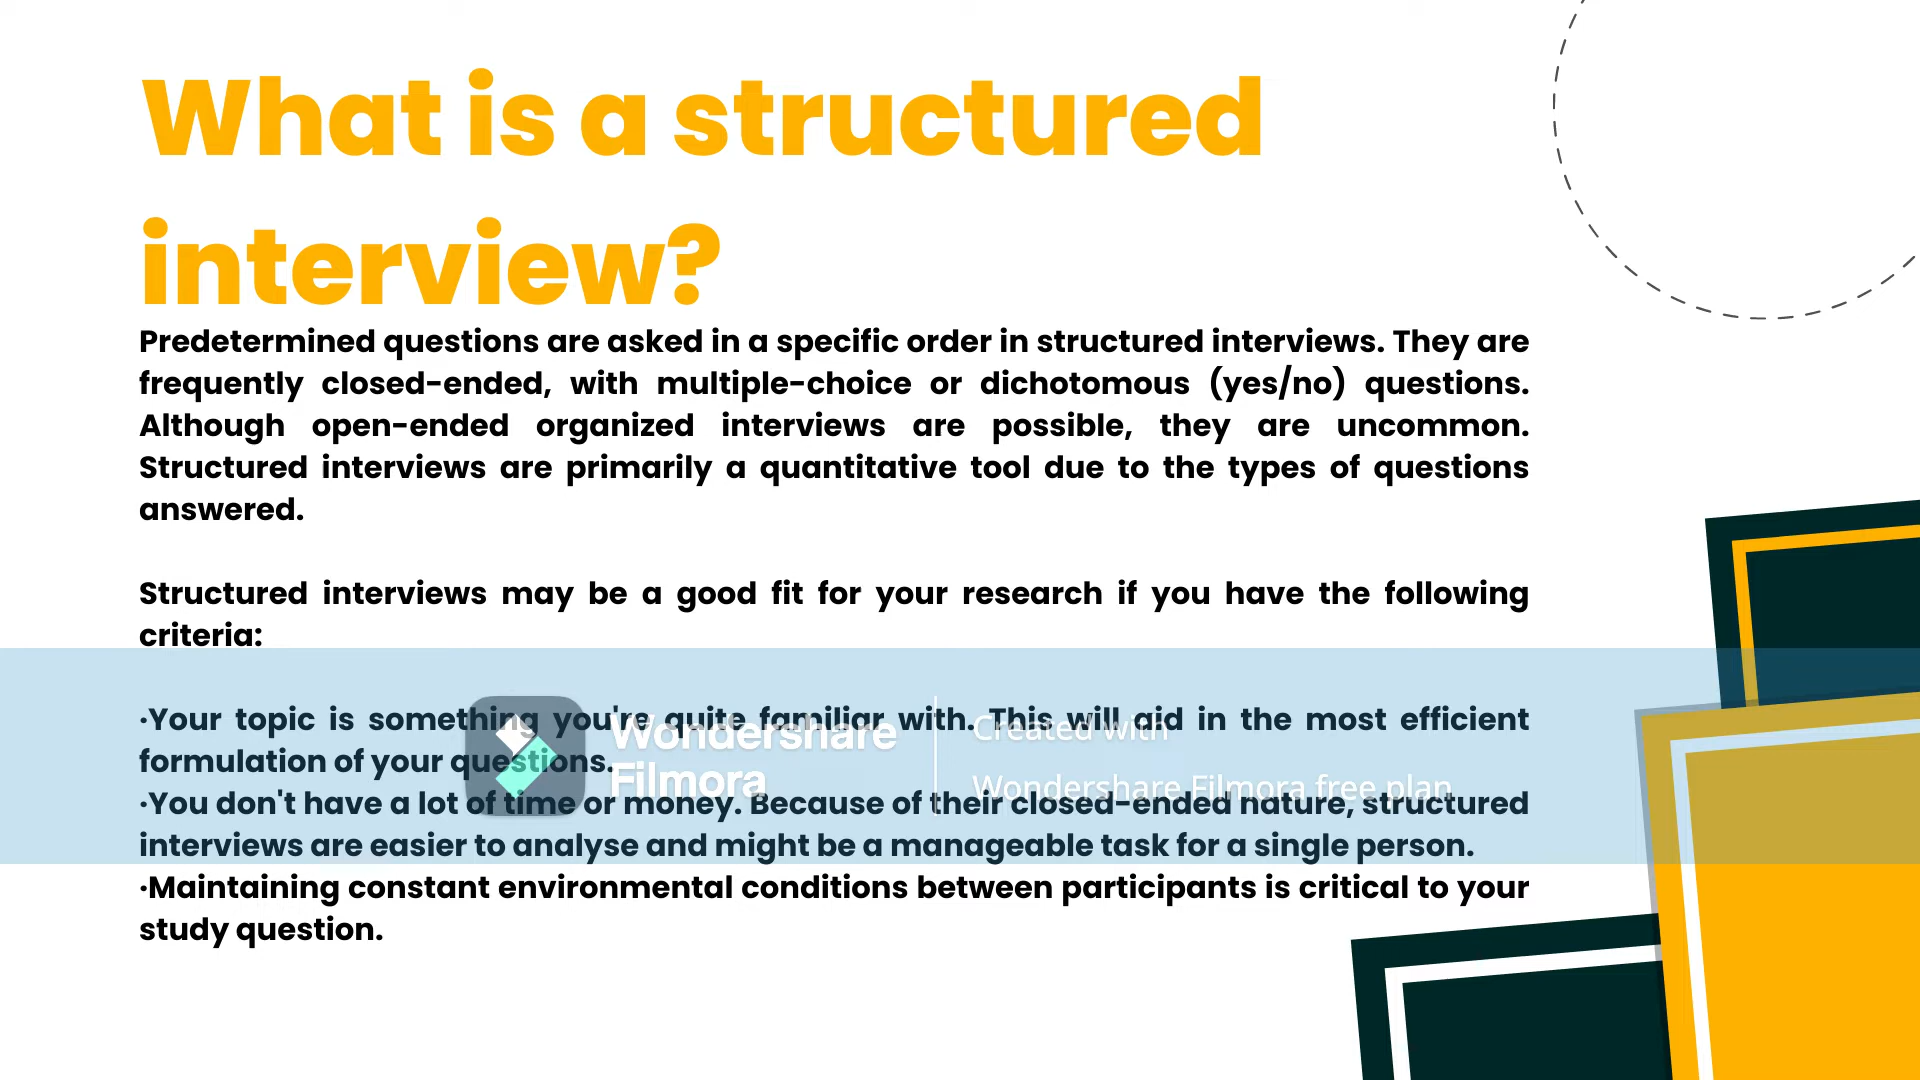 What is a structured
interview?
Predetermined questions are asked in a specific order in structured interviews. They are
frequently closed-ended, with multiple-choice or dichotomous (yes/no) questions.
Although open-ended organized interviews are possible, they are uncommon.
Structured interviews are primarily a quantitative tool due to the types of questions
answered.
Structured interviews may be a good fit for your research if you have the following
criteria:
·Your topic is something you're quite familiar with. This will aid in the most efficient
formulation of your questions.
·You don't have a lot of time or money. Because of their closed-ended nature, structured
interviews are easier to analyse and might be a manageable task for a single person.
·Maintaining constant environmental conditions between participants is critical to your
study question.
Wondershare
Filmora
Created with
Wondershare Filmora free plan